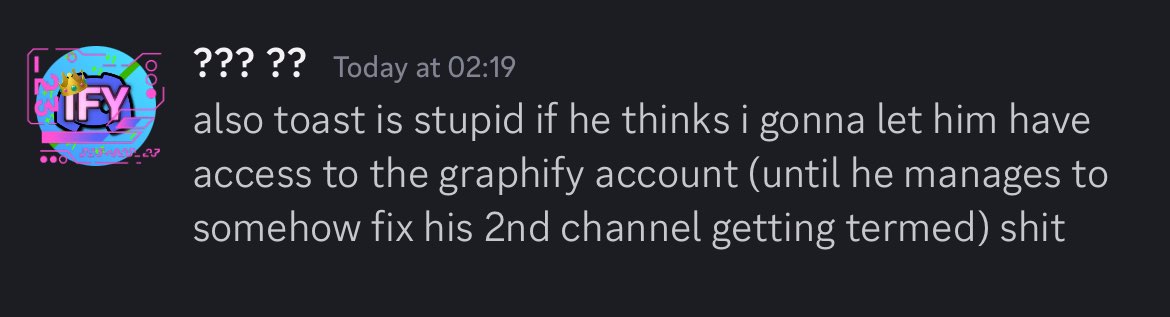 ??? ?? Today at 02:19
IFY
also toast is stupid if he thinks i gonna let him have
access to the graphify account (until he manages to
somehow fix his 2nd channel getting termed) shit